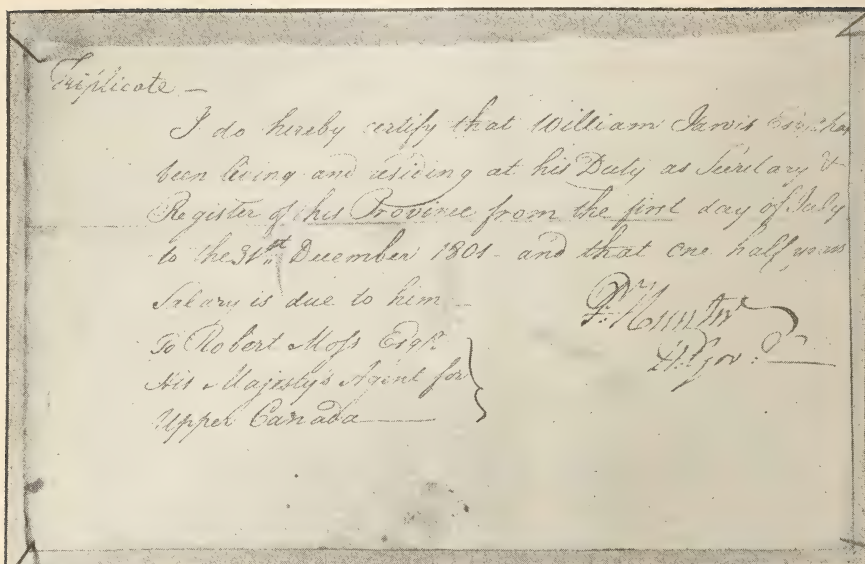 Triplicate —
I do hereby certify that William Jarvis Esqr. has
been living and residing at his Duty as Secretary &
Register of this Province from the first day of July
to the 31st December 1801 - and that one half years
Salary is due to him —
P. Hunter
Lt. Gov.
To Robert Moss Esqr.
His Majesty's Agent for
Upper Canada —